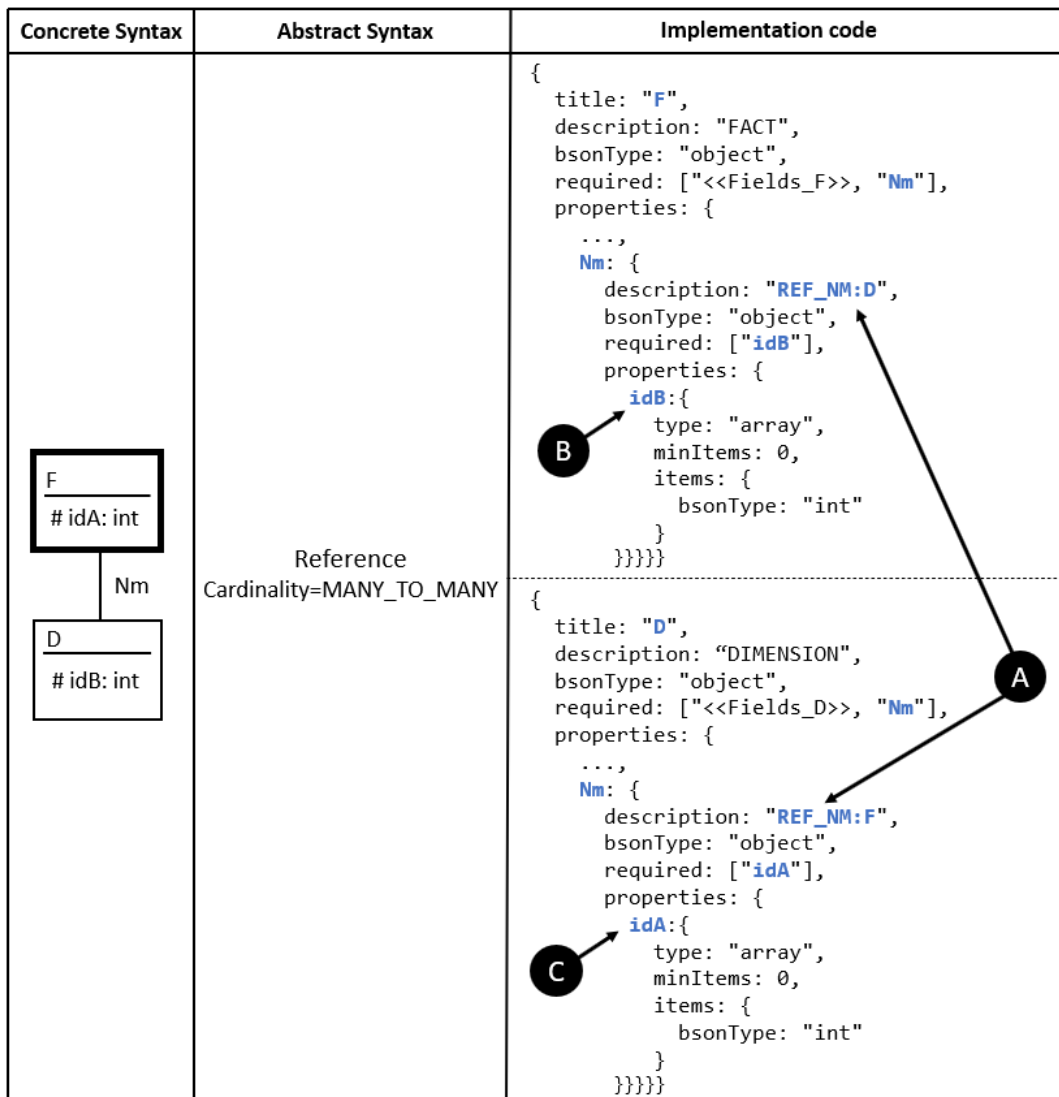 Concrete Syntax
Abstract Syntax
Implementation code
F
# idA: int
Nm
D
# idB: int
Reference
Cardinality=MANY_TO_MANY
{
title: "F",
description: "FACT",
bsonType: "object",
required: ["<<Fields_F>>, "Nm"],
properties: {
...,
Nm: {
description: "REF_NM:D",
bsonType: "object",
required: ["idB"],
properties: {
idB:{
type: "array",
minItems: 0,
items: {
bsonType: "int"
}
}}}}}
B
{
title: "D",
description: “DIMENSION",
bsonType: "object",
required: ["<<Fields_D>>, "Nm"],
properties: {
...,
Nm: {
description: "REF_NM:F",
bsonType: "object",
required: ["idA"],
properties: {
idA:{
type: "array",
minItems: 0,
items: {
bsonType: "int"
}
}}}}}
A
C